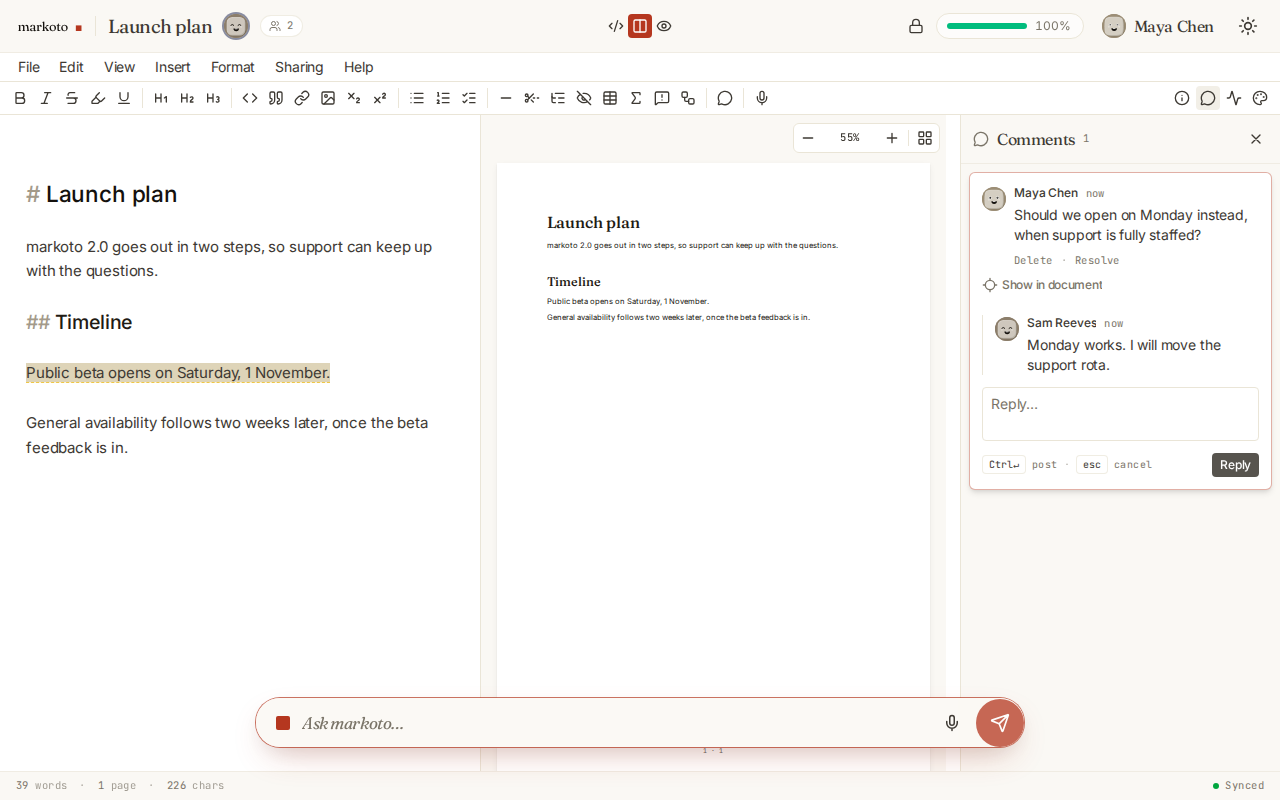 markoto
Launch plan
2
100%
Maya Chen
File Edit View Insert Format Sharing Help
H1 H2 H3
# Launch plan
markoto 2.0 goes out in two steps, so support can keep up
with the questions.
## Timeline
Public beta opens on Saturday, 1 November.
General availability follows two weeks later, once the beta
feedback is in.
55%
Launch plan
markoto 2.0 goes out in two steps, so support can keep up with the questions.
Timeline
Public beta opens on Saturday, 1 November.
General availability follows two weeks later, once the beta feedback is in.
1 · 1
Comments 1
Maya Chen now
Should we open on Monday instead,
when support is fully staffed?
Delete · Resolve
Show in document
Sam Reeves now
Monday works. I will move the
support rota.
Reply...
Ctrl↵ post · esc cancel
Reply
Ask markoto...
39 words · 1 page · 226 chars
Synced